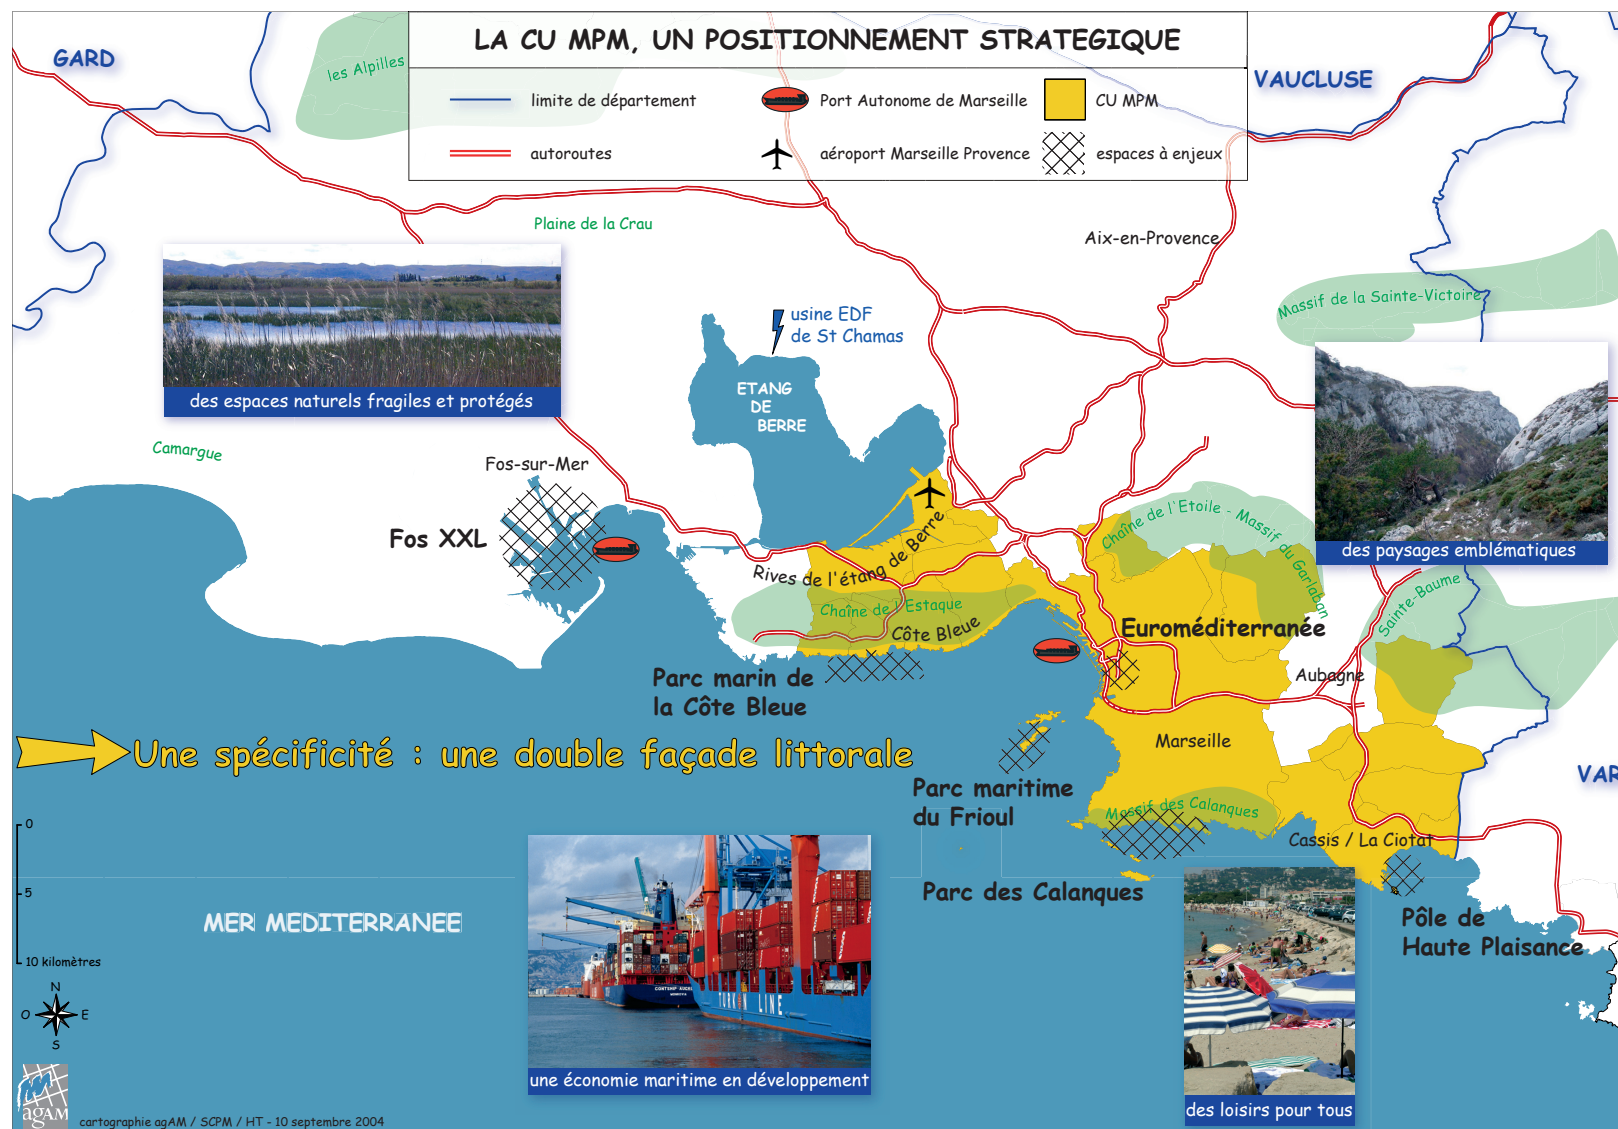 LA CU MPM, UN POSITIONNEMENT STRATEGIQUE
limite de département
Port Autonome de Marseille
CU MPM
autoroutes
aéroport Marseille Provence
espaces à enjeux
GARD
les Alpilles
VAUCLUSE
Plaine de la Crau
Aix-en-Provence
Massif de la Sainte-Victoire
usine EDF
de St Chamas
ETANG
DE
BERRE
des espaces naturels fragiles et protégés
Camargue
Fos-sur-Mer
Fos XXL
Rives de l'étang de Berre
Chaîne de l'Etoile - Massif du Garlaban
des paysages emblématiques
Sainte-Baume
Chaîne de l'Estaque
Côte Bleue
Euroméditerranée
Aubagne
Parc marin de
la Côte Bleue
Une spécificité : une double façade littorale
Marseille
VAR
Parc maritime
du Frioul
Massif des Calanques
Cassis / La Ciotat
Parc des Calanques
Pôle de
Haute Plaisance
0
5
10 kilomètres
MER MEDITERRANEE
N
O
E
S
une économie maritime en développement
des loisirs pour tous
agAM
cartographie agAM / SCPM / HT - 10 septembre 2004